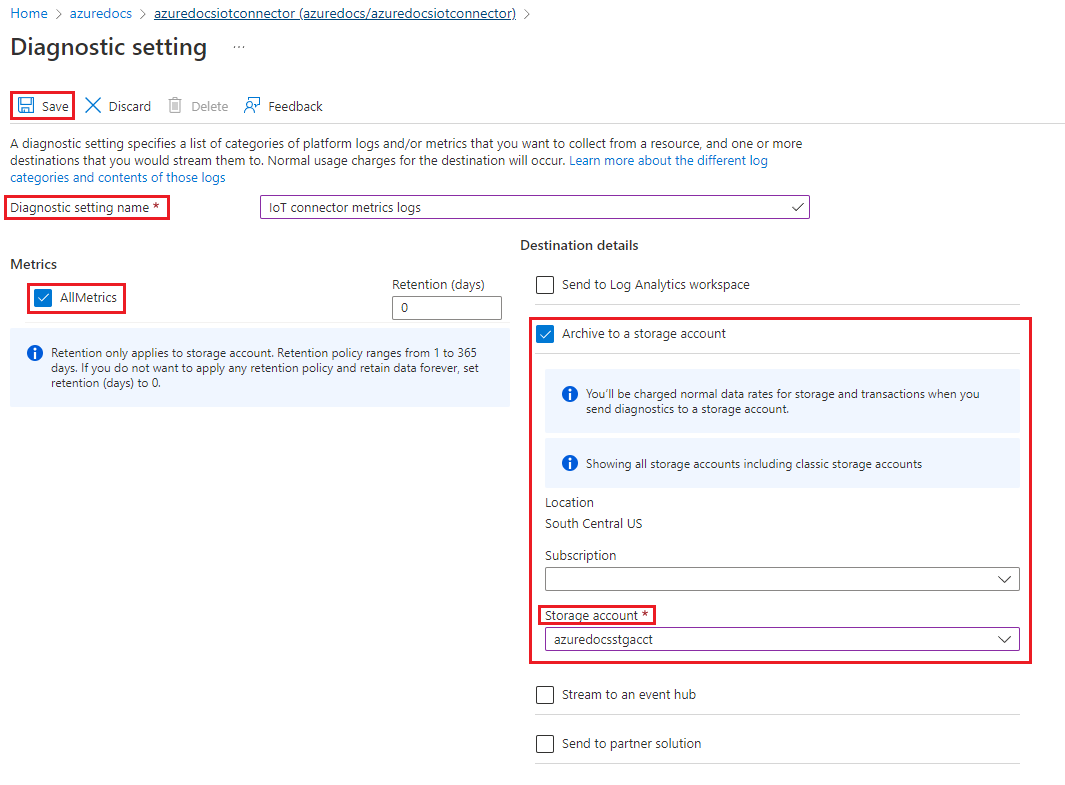 Home > azuredocs > azuredocsiotconnector (azuredocs/azuredocsiotconnector) >
Diagnostic setting ...
Save Discard Delete Feedback
A diagnostic setting specifies a list of categories of platform logs and/or metrics that you want to collect from a resource, and one or more
destinations that you would stream them to. Normal usage charges for the destination will occur. Learn more about the different log
categories and contents of those logs
Diagnostic setting name *
IoT connector metrics logs
Metrics
AllMetrics
Retention (days)
0
Retention only applies to storage account. Retention policy ranges from 1 to 365
days. If you do not want to apply any retention policy and retain data forever, set
retention (days) to 0.
Destination details
Send to Log Analytics workspace
Archive to a storage account
You'll be charged normal data rates for storage and transactions when you
send diagnostics to a storage account.
Showing all storage accounts including classic storage accounts
Location
South Central US
Subscription
Storage account *
azuredocsstgacct
Stream to an event hub
Send to partner solution